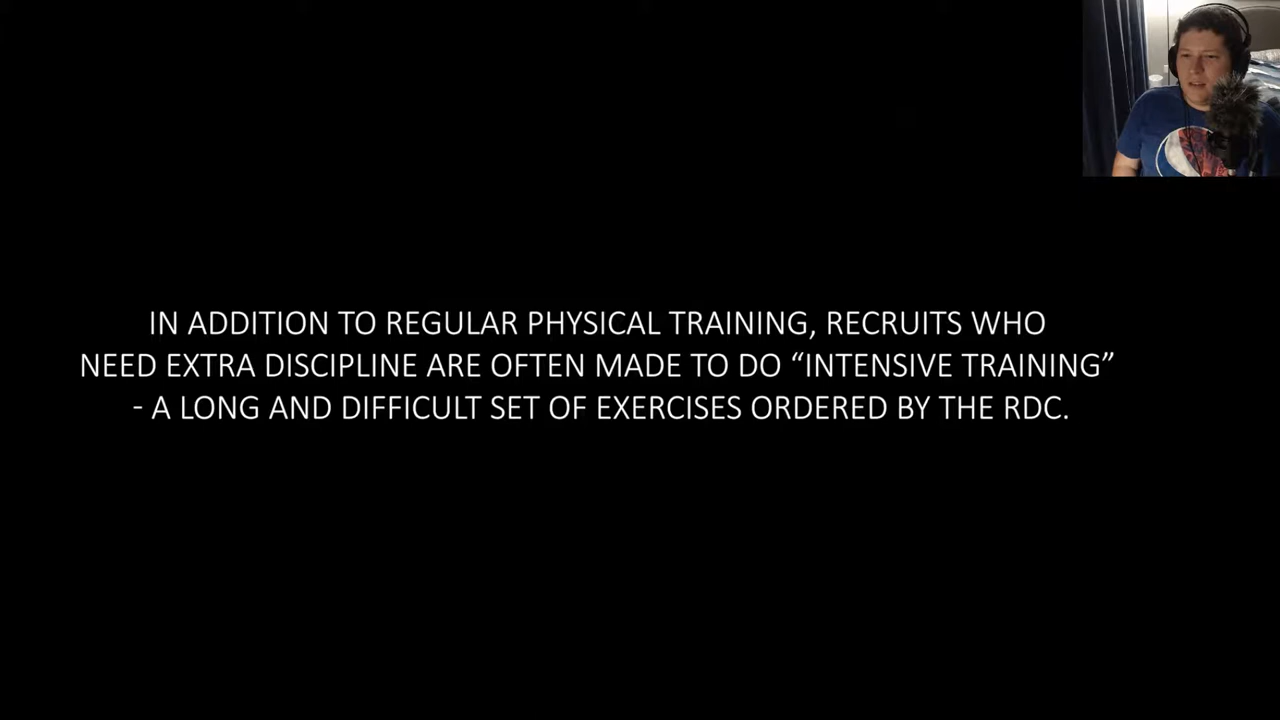 IN ADDITION TO REGULAR PHYSICAL TRAINING, RECRUITS WHO
NEED EXTRA DISCIPLINE ARE OFTEN MADE TO DO “INTENSIVE TRAINING”
- A LONG AND DIFFICULT SET OF EXERCISES ORDERED BY THE RDC.